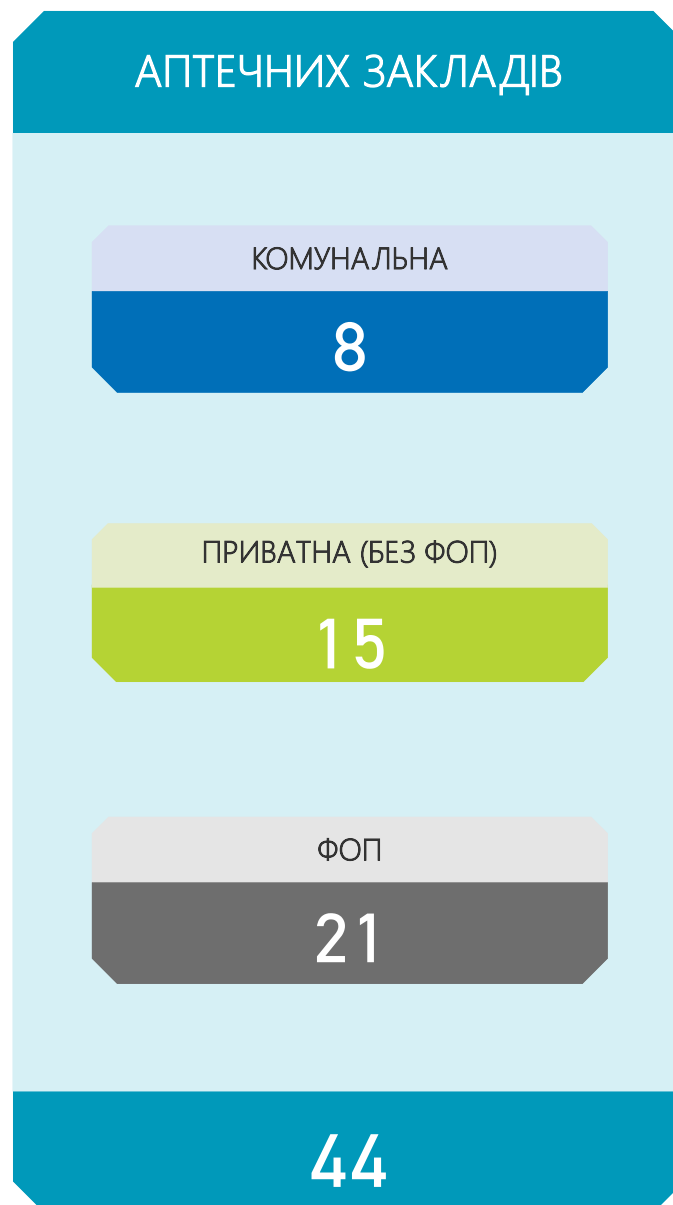 АПТЕЧНИХ ЗАКЛАДІВ
КОМУНАЛЬНА
8
ПРИВАТНА (БЕЗ ФОП)
15
ФОП
21
44